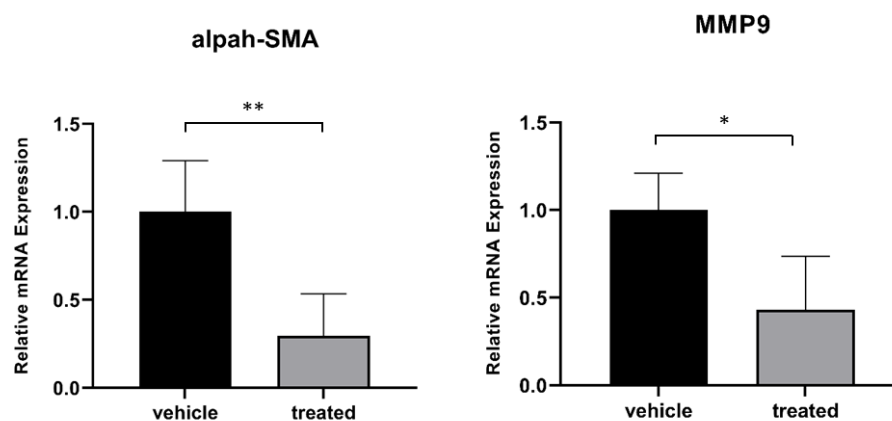 alpah-SMA
**
Relative mRNA Expression
1.5
1.0
0.5
0.0
vehicle treated
MMP9
*
Relative mRNA Expression
1.5
1.0
0.5
0.0
vehicle treated